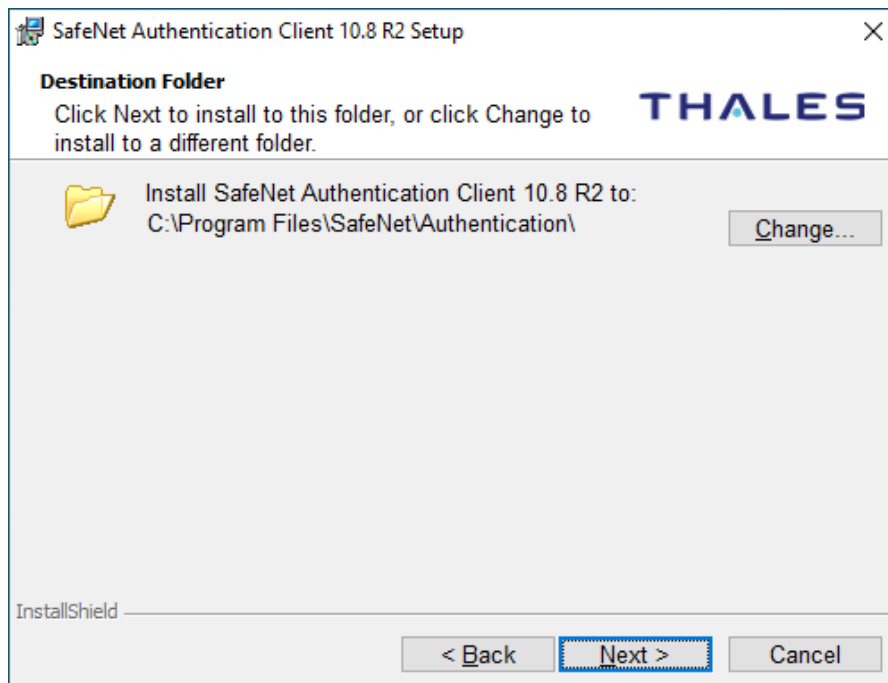 SafeNet Authentication Client 10.8 R2 Setup
Destination Folder
Click Next to install to this folder, or click Change to
install to a different folder.
THALES
Install SafeNet Authentication Client 10.8 R2 to:
C:\Program Files\SafeNet\Authentication\
Change...
InstallShield
< Back
Next >
Cancel